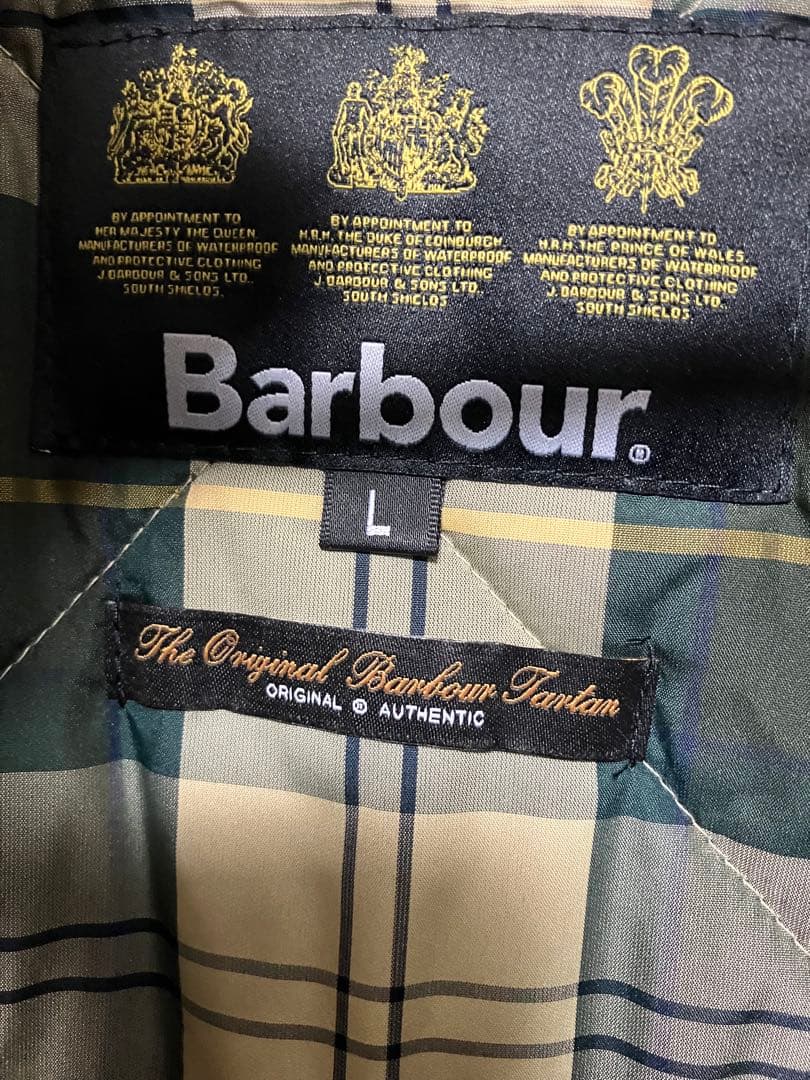 BY APPOINTMENT TO
HER MAJESTY THE QUEEN
MANUFACTURERS OF WATERPROOF
AND PROTECTIVE CLOTHING
J. BARBOUR & SONS LTD.
SOUTH SHIELDS.
BY APPOINTMENT TO
H.R.H. THE DUKE OF EDINBURGH
MANUFACTURERS OF WATERPROOF
AND PROTECTIVE CLOTHING
J. BARBOUR & SONS LTD.
SOUTH SHIELDS
BY APPOINTMENT TO
H.R.H. THE PRINCE OF WALES
MANUFACTURERS OF WATERPROOF
AND PROTECTIVE CLOTHING
J. BARBOUR & SONS LTD.
SOUTH SHIELDS
Barbour®
L
The Original Barbour Tartan
ORIGINAL ® AUTHENTIC